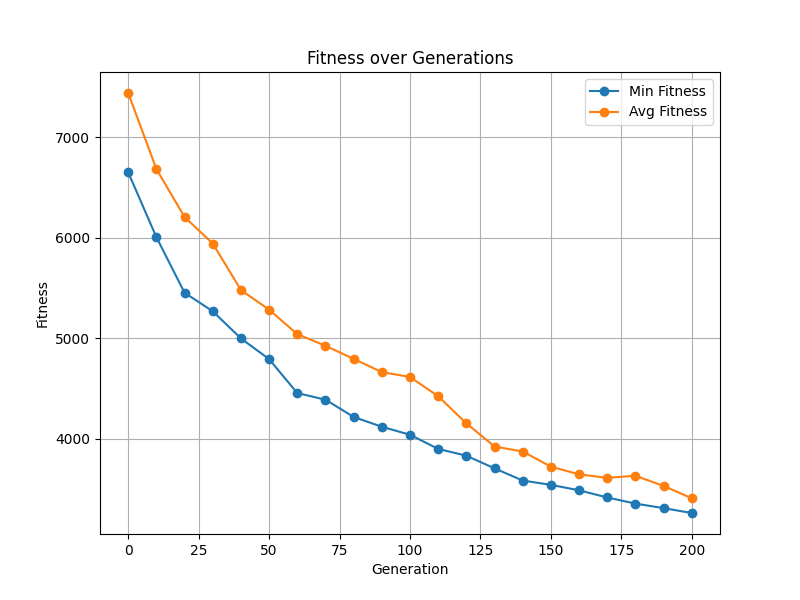 Fitness over Generations
Min Fitness
Avg Fitness
7000
6000
5000
4000
Fitness
0 25 50 75 100 125 150 175 200
Generation